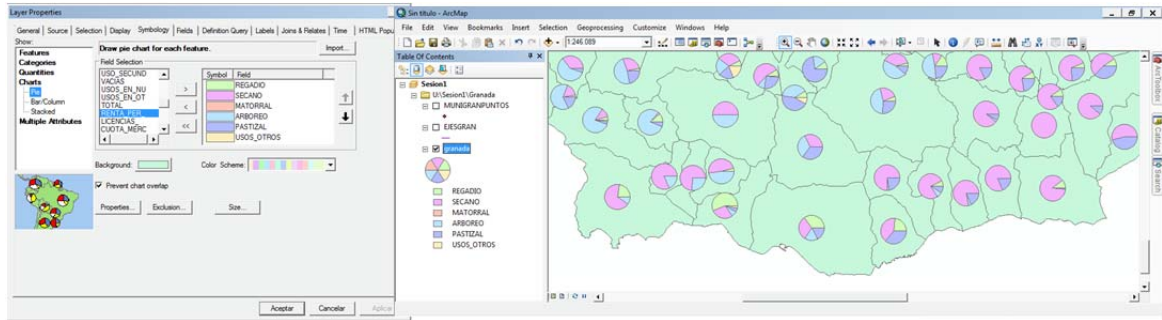 Layer Properties
General Source Selection Display Symbology Fields Definition Query Labels Joins & Relates Time HTML Popu
Show:
Features
Categories
Quantities
Charts
Pie
Bar/Column
Stacked
Multiple Attributes
Draw pie chart for each feature.
Import...
Field Selection
USO_SECUND
VACIAS
USOS_EN_NU
USOS_EN_OT
TOTAL
RENTA_PER
LICENCIAS_
CUOTA_MERC
>
<
<<
Symbol Field
REGADIO
SECANO
MATORRAL
ARBOREO
PASTIZAL
USOS_OTROS
Background:
Color Scheme:
Prevent chart overlap
Properties... Exclusion... Size...
Aceptar Cancelar Aplicar
Sin título - ArcMap
File Edit View Bookmarks Insert Selection Geoprocessing Customize Windows Help
1:246.089
Table Of Contents
Sesion1
U:\Sesion1\Granada
MUNIGRANPUNTOS
EJESGRAN
granada
REGADIO
SECANO
MATORRAL
ARBOREO
PASTIZAL
USOS_OTROS
ArcToolbox
Catalog
Search